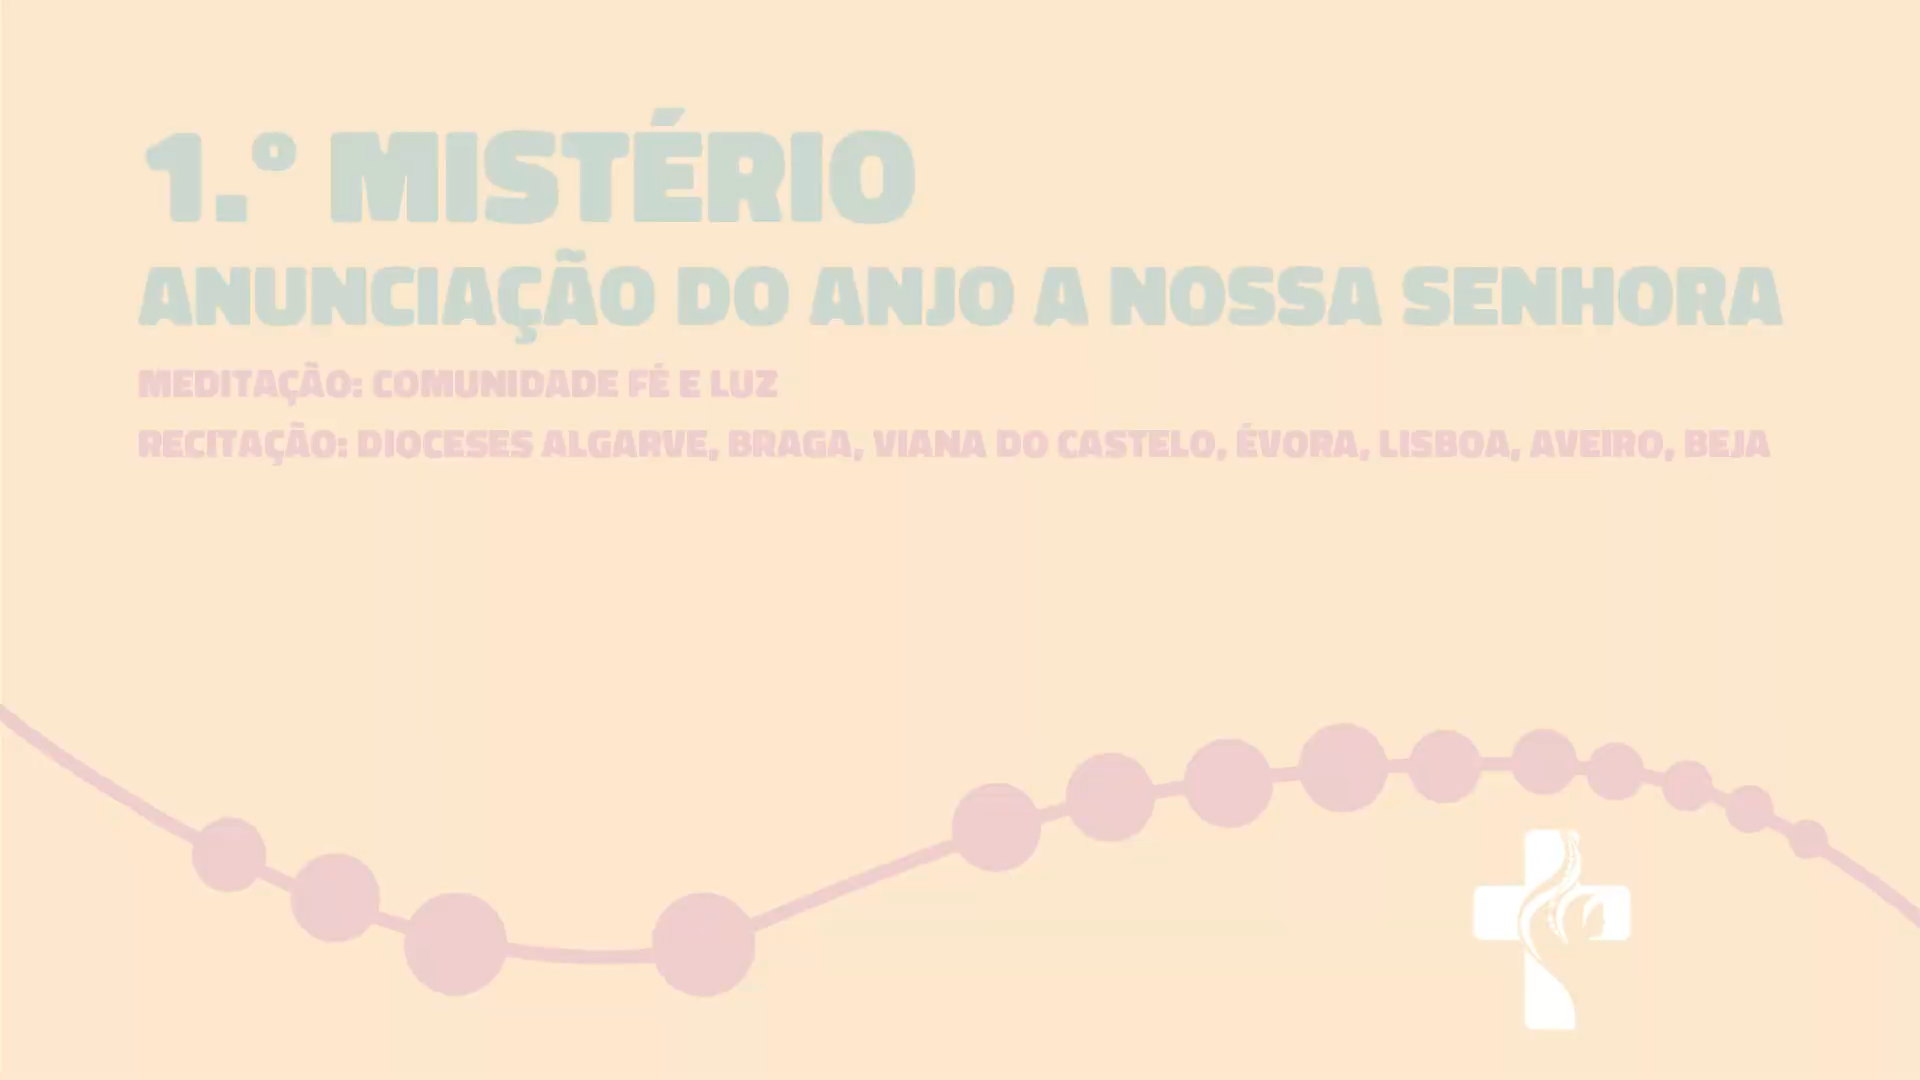 1.º MISTÉRIO
ANUNCIAÇÃO DO ANJO A NOSSA SENHORA
MEDITAÇÃO: COMUNIDADE FÉ E LUZ
RECITAÇÃO: DIOCESES ALGARVE, BRAGA, VIANA DO CASTELO, ÉVORA, LISBOA, AVEIRO, BEJA